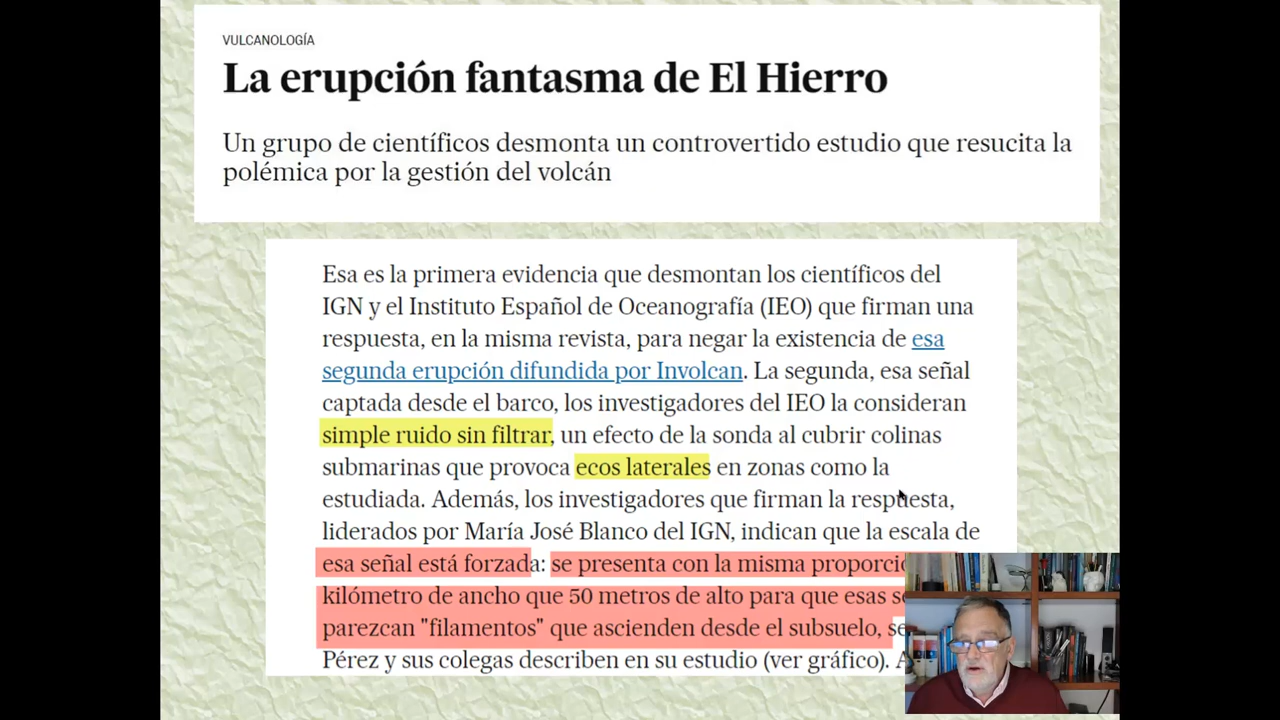 VULCANOLOGÍA
La erupción fantasma de El Hierro
Un grupo de científicos desmonta un controvertido estudio que resucita la
polémica por la gestión del volcán
Esa es la primera evidencia que desmontan los científicos del
IGN y el Instituto Español de Oceanografía (IEO) que firman una
respuesta, en la misma revista, para negar la existencia de esa
segunda erupción difundida por Involcan. La segunda, esa señal
captada desde el barco, los investigadores del IEO la consideran
simple ruido sin filtrar, un efecto de la sonda al cubrir colinas
submarinas que provoca ecos laterales en zonas como la
estudiada. Además, los investigadores que firman la respuesta,
liderados por María José Blanco del IGN, indican que la escala de
esa señal está forzada: se presenta con la misma
kilómetro de ancho que 50 metros de alto para que esas
parezcan "filamentos" que ascienden desde el subsuelo,
Pérez y sus colegas describen en su estudio (ver gráfico).